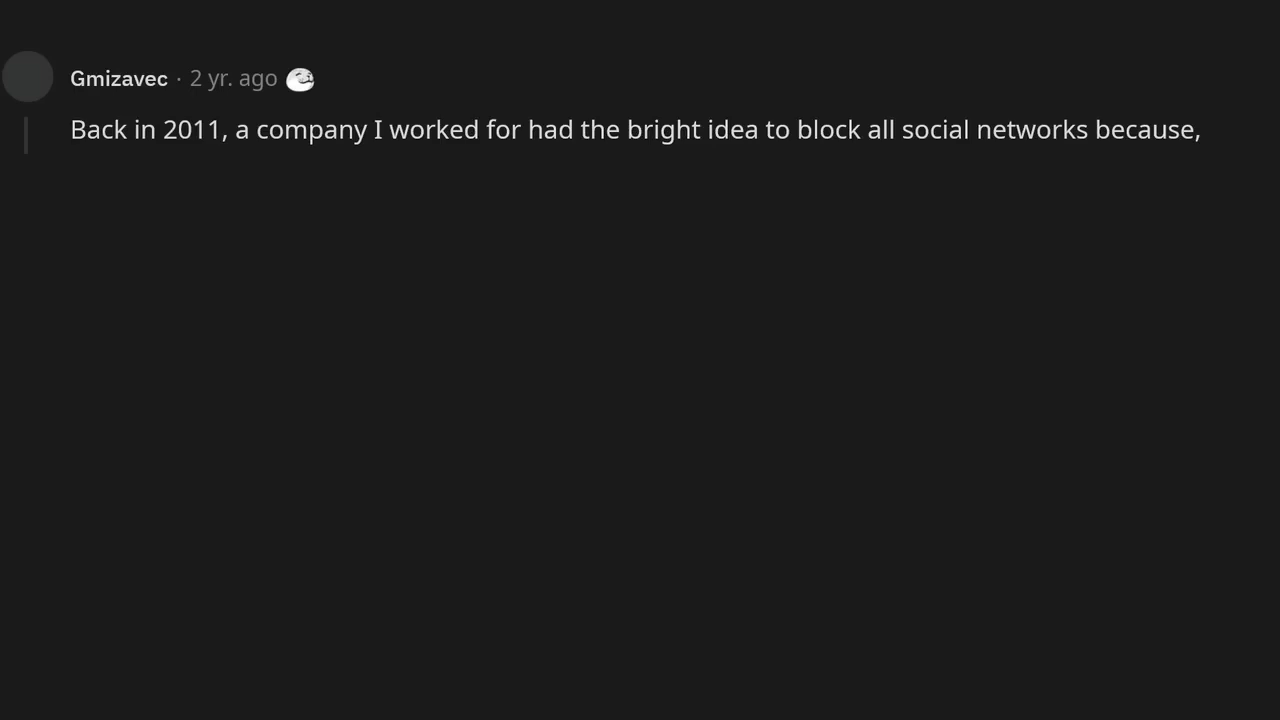 Gmizavec · 2 yr. ago
Back in 2011, a company I worked for had the bright idea to block all social networks because,